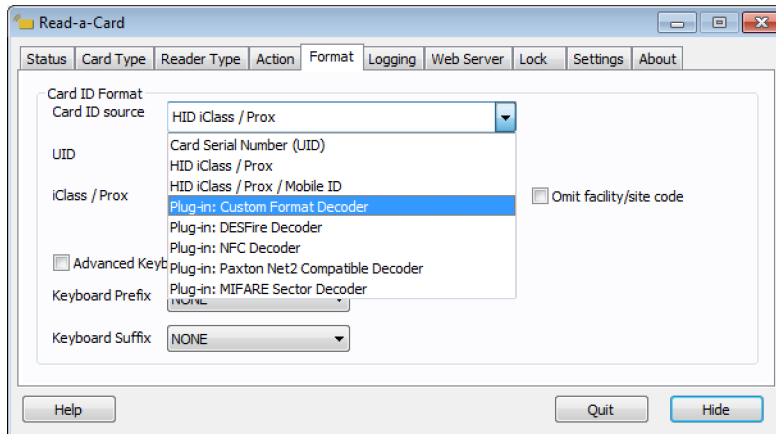 Read-a-Card
Status Card Type Reader Type Action Format Logging Web Server Lock Settings About
Card ID Format
Card ID source HID iClass / Prox
Card Serial Number (UID)
UID
HID iClass / Prox
HID iClass / Prox / Mobile ID
iClass / Prox Omit facility/site code
Plug-in: Custom Format Decoder
Plug-in: DESFire Decoder
Plug-in: NFC Decoder
Advanced Keyb
Plug-in: Paxton Net2 Compatible Decoder
Plug-in: MIFARE Sector Decoder
Keyboard Prefix NONE
Keyboard Suffix NONE
Help Quit Hide